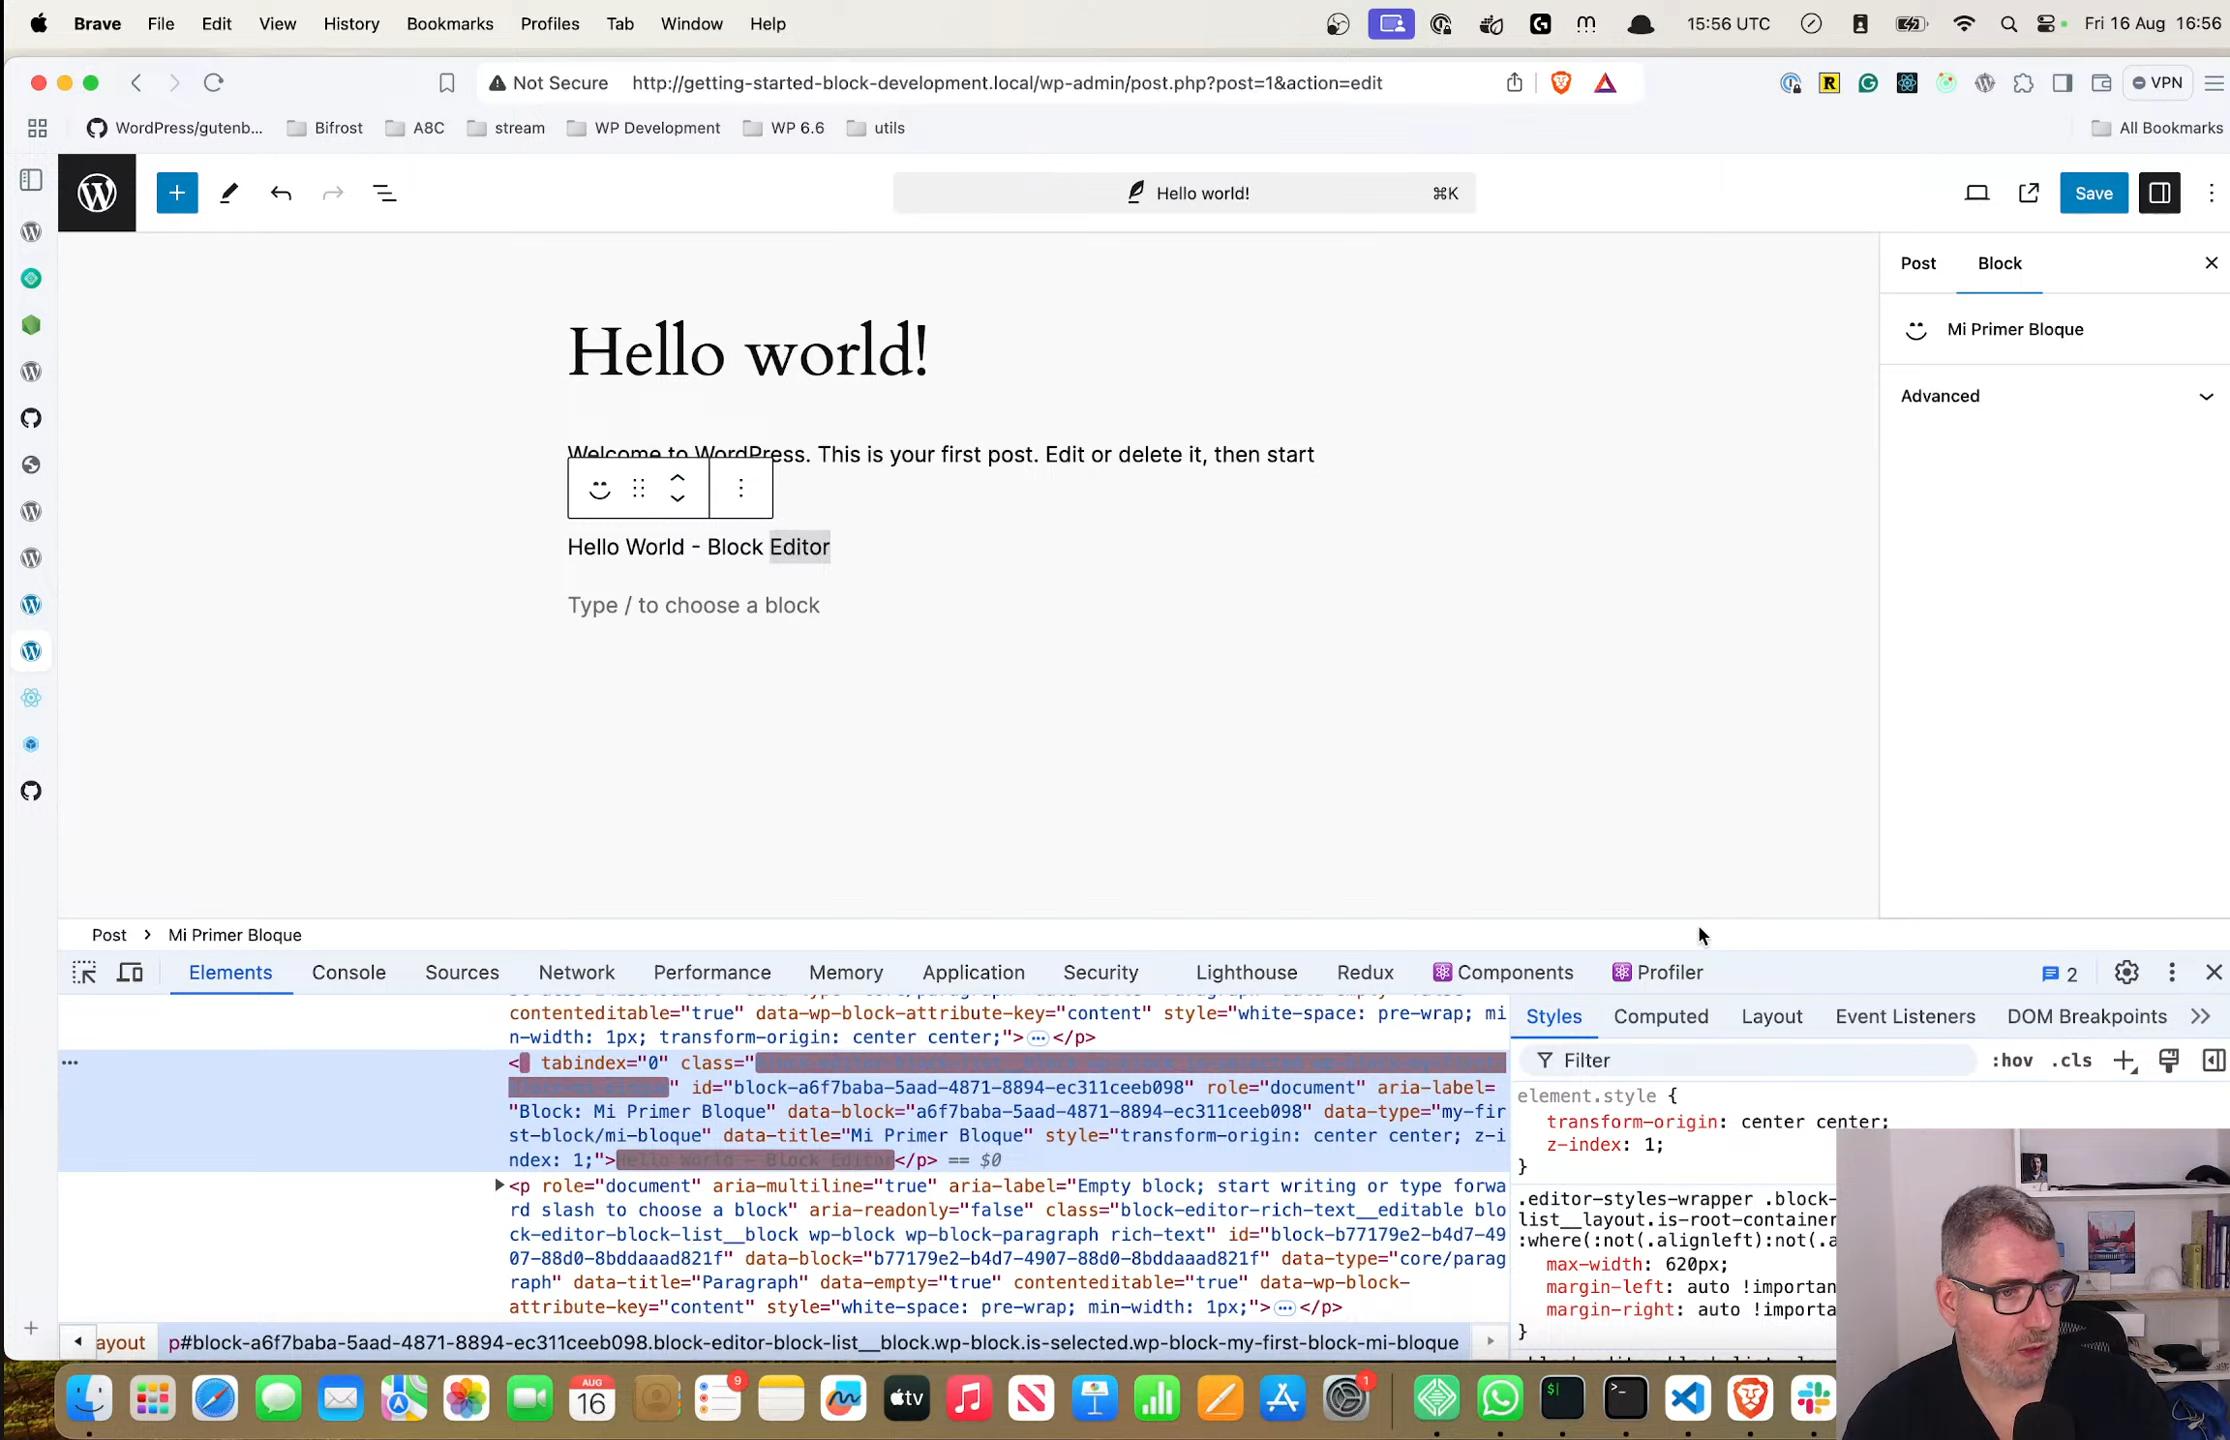 Brave File Edit View History Bookmarks Profiles Tab Window Help 15:56 UTC Fri 16 Aug 16:56
Not Secure http://getting-started-block-development.local/wp-admin/post.php?post=1&action=edit VPN
WordPress/gutenb... Bifrost A8C stream WP Development WP 6.6 utils All Bookmarks
Hello world! ⌘K Save
Post Block
Mi Primer Bloque
Advanced
Hello world!
Welcome to WordPress. This is your first post. Edit or delete it, then start
Hello World - Block Editor
Type / to choose a block
Post > Mi Primer Bloque
Elements Console Sources Network Performance Memory Application Security Lighthouse Redux Components Profiler 2
contenteditable="true" data-wp-block-attribute-key="content" style="white-space: pre-wrap; mi
n-width: 1px; transform-origin: center center;">…</p>
tabindex="0" class="
" id="block-a6f7baba-5aad-4871-8894-ec311ceeb098" role="document" aria-label=
"Block: Mi Primer Bloque" data-block="a6f7baba-5aad-4871-8894-ec311ceeb098" data-type="my-fir
st-block/mi-bloque" data-title="Mi Primer Bloque" style="transform-origin: center center; z-i
ndex: 1;">Hello World - Block Editor</p> == $0
<p role="document" aria-multiline="true" aria-label="Empty block; start writing or type forwa
rd slash to choose a block" aria-readonly="false" class="block-editor-rich-text__editable blo
ck-editor-block-list__block wp-block wp-block-paragraph rich-text" id="block-b77179e2-b4d7-49
07-88d0-8bddaaad821f" data-block="b77179e2-b4d7-4907-88d0-8bddaaad821f" data-type="core/parag
raph" data-title="Paragraph" data-empty="true" contenteditable="true" data-wp-block-
attribute-key="content" style="white-space: pre-wrap; min-width: 1px;">…</p>
ayout p#block-a6f7baba-5aad-4871-8894-ec311ceeb098.block-editor-block-list__block.wp-block.is-selected.wp-block-my-first-block-mi-bloque
Styles Computed Layout Event Listeners DOM Breakpoints
Filter :hov .cls
element.style {
transform-origin: center center;
z-index: 1;
}
.editor-styles-wrapper .block-
list__layout.is-root-container
:where(:not(.alignleft):not(.a
max-width: 620px;
margin-left: auto !importan
margin-right: auto !importa
}
AUG
16
9
tv
1